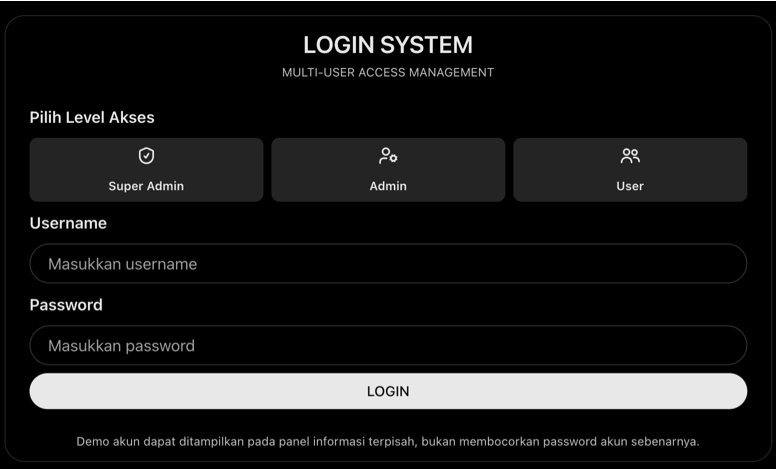 LOGIN SYSTEM
MULTI-USER ACCESS MANAGEMENT
Pilih Level Akses
Super Admin
Admin
User
Username
Masukkan username
Password
Masukkan password
LOGIN
Demo akun dapat ditampilkan pada panel informasi terpisah, bukan membocorkan password akun sebenarnya.